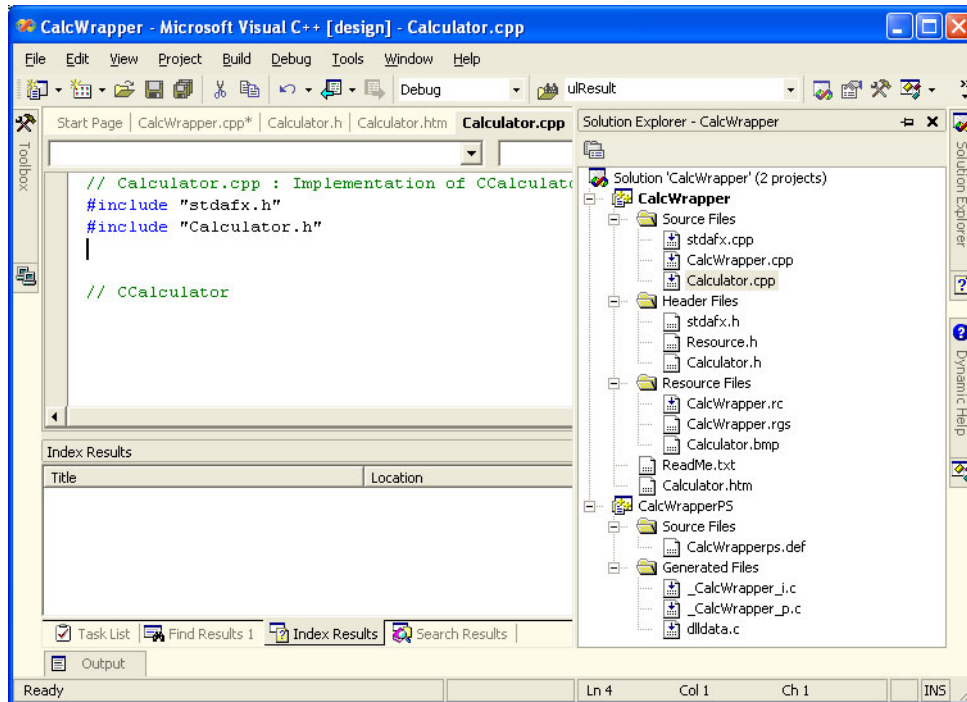 CalcWrapper - Microsoft Visual C++ [design] - Calculator.cpp
File Edit View Project Build Debug Tools Window Help
Debug ulResult
Toolbox
Start Page | CalcWrapper.cpp* | Calculator.h | Calculator.htm Calculator.cpp
// Calculator.cpp : Implementation of CCalculato
#include "stdafx.h"
#include "Calculator.h"
// CCalculator
Index Results
Title Location
Task List Find Results 1 Index Results Search Results
Output
Solution Explorer - CalcWrapper
Solution 'CalcWrapper' (2 projects)
CalcWrapper
Source Files
stdafx.cpp
CalcWrapper.cpp
Calculator.cpp
Header Files
stdafx.h
Resource.h
Calculator.h
Resource Files
CalcWrapper.rc
CalcWrapper.rgs
Calculator.bmp
ReadMe.txt
Calculator.htm
CalcWrapperPS
Source Files
CalcWrapperps.def
Generated Files
_CalcWrapper_i.c
_CalcWrapper_p.c
dlldata.c
Solution Explorer
Dynamic Help
Ready Ln 4 Col 1 Ch 1 INS